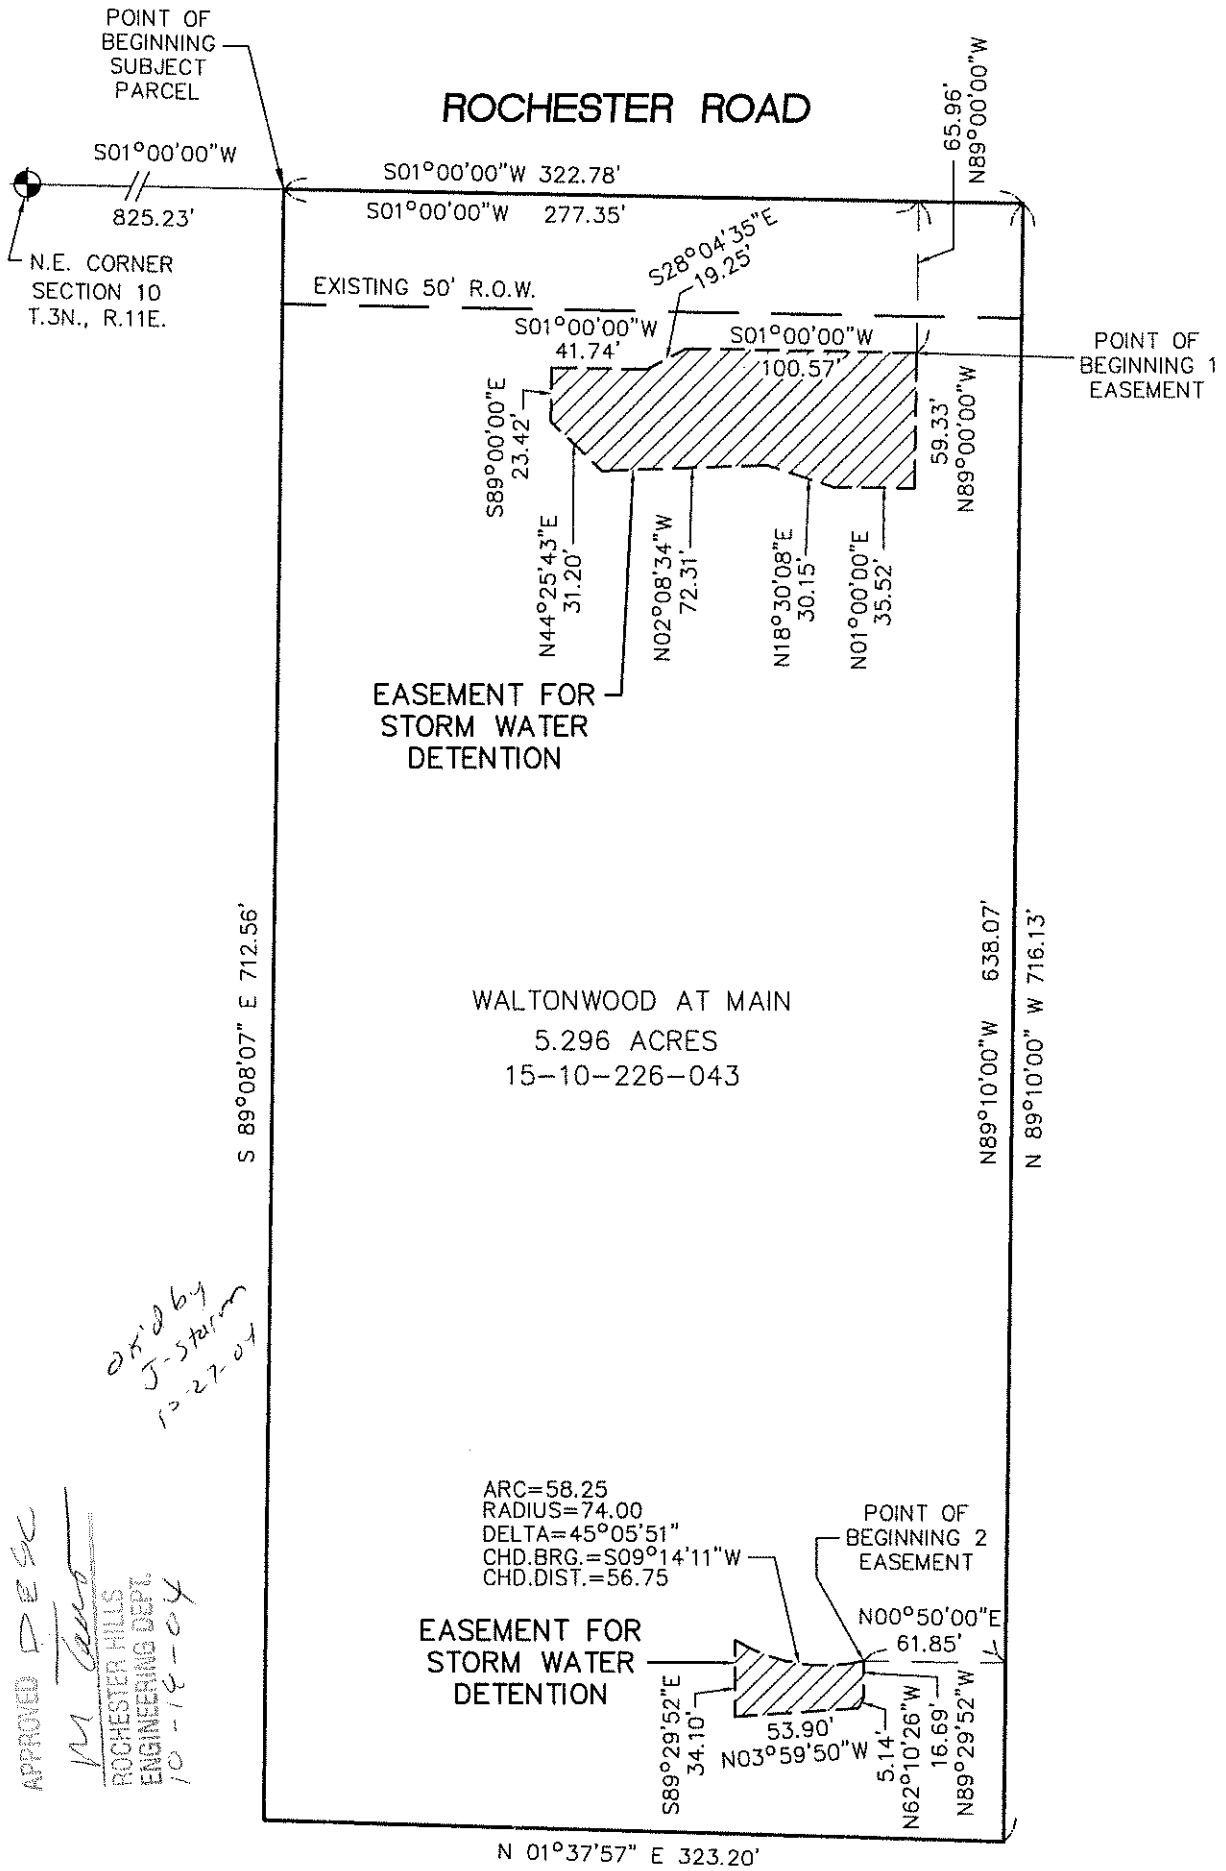 POINT OF
BEGINNING
SUBJECT
PARCEL
ROCHESTER ROAD
65.96'
N89°00'00"W
S01°00'00"W
825.23'
S01°00'00"W 322.78'
S01°00'00"W 277.35'
N.E. CORNER
SECTION 10
T.3N., R.11E.
EXISTING 50' R.O.W.
S28°04'35"E
19.25'
S01°00'00"W
41.74'
S01°00'00"W
100.57'
POINT OF
BEGINNING 1
EASEMENT
S89°00'00"E
23.42'
59.33'
N89°00'00"W
N44°25'43"E
31.20'
N02°08'34"W
72.31'
N18°30'08"E
30.15'
N01°00'00"E
35.52'
EASEMENT FOR
STORM WATER
DETENTION
S 89°08'07" E 712.56'
WALTONWOOD AT MAIN
5.296 ACRES
15-10-226-043
N89°10'00"W 638.07'
N 89°10'00" W 716.13'
OK'd by
10-27-04
APPROVED DESC
ROCHESTER HILLS
ENGINEERING DEPT.
ARC=58.25
RADIUS=74.00
DELTA=45°05'51"
CHD.BRG.=S09°14'11"W
CHD.DIST.=56.75
POINT OF
BEGINNING 2
EASEMENT
EASEMENT FOR
STORM WATER
DETENTION
N00°50'00"E
61.85'
S89°29'52"E
34.10'
53.90'
N03°59'50"W
5.14'
N62°10'26"W
16.69'
N89°29'52"W
N 01°37'57" E 323.20'